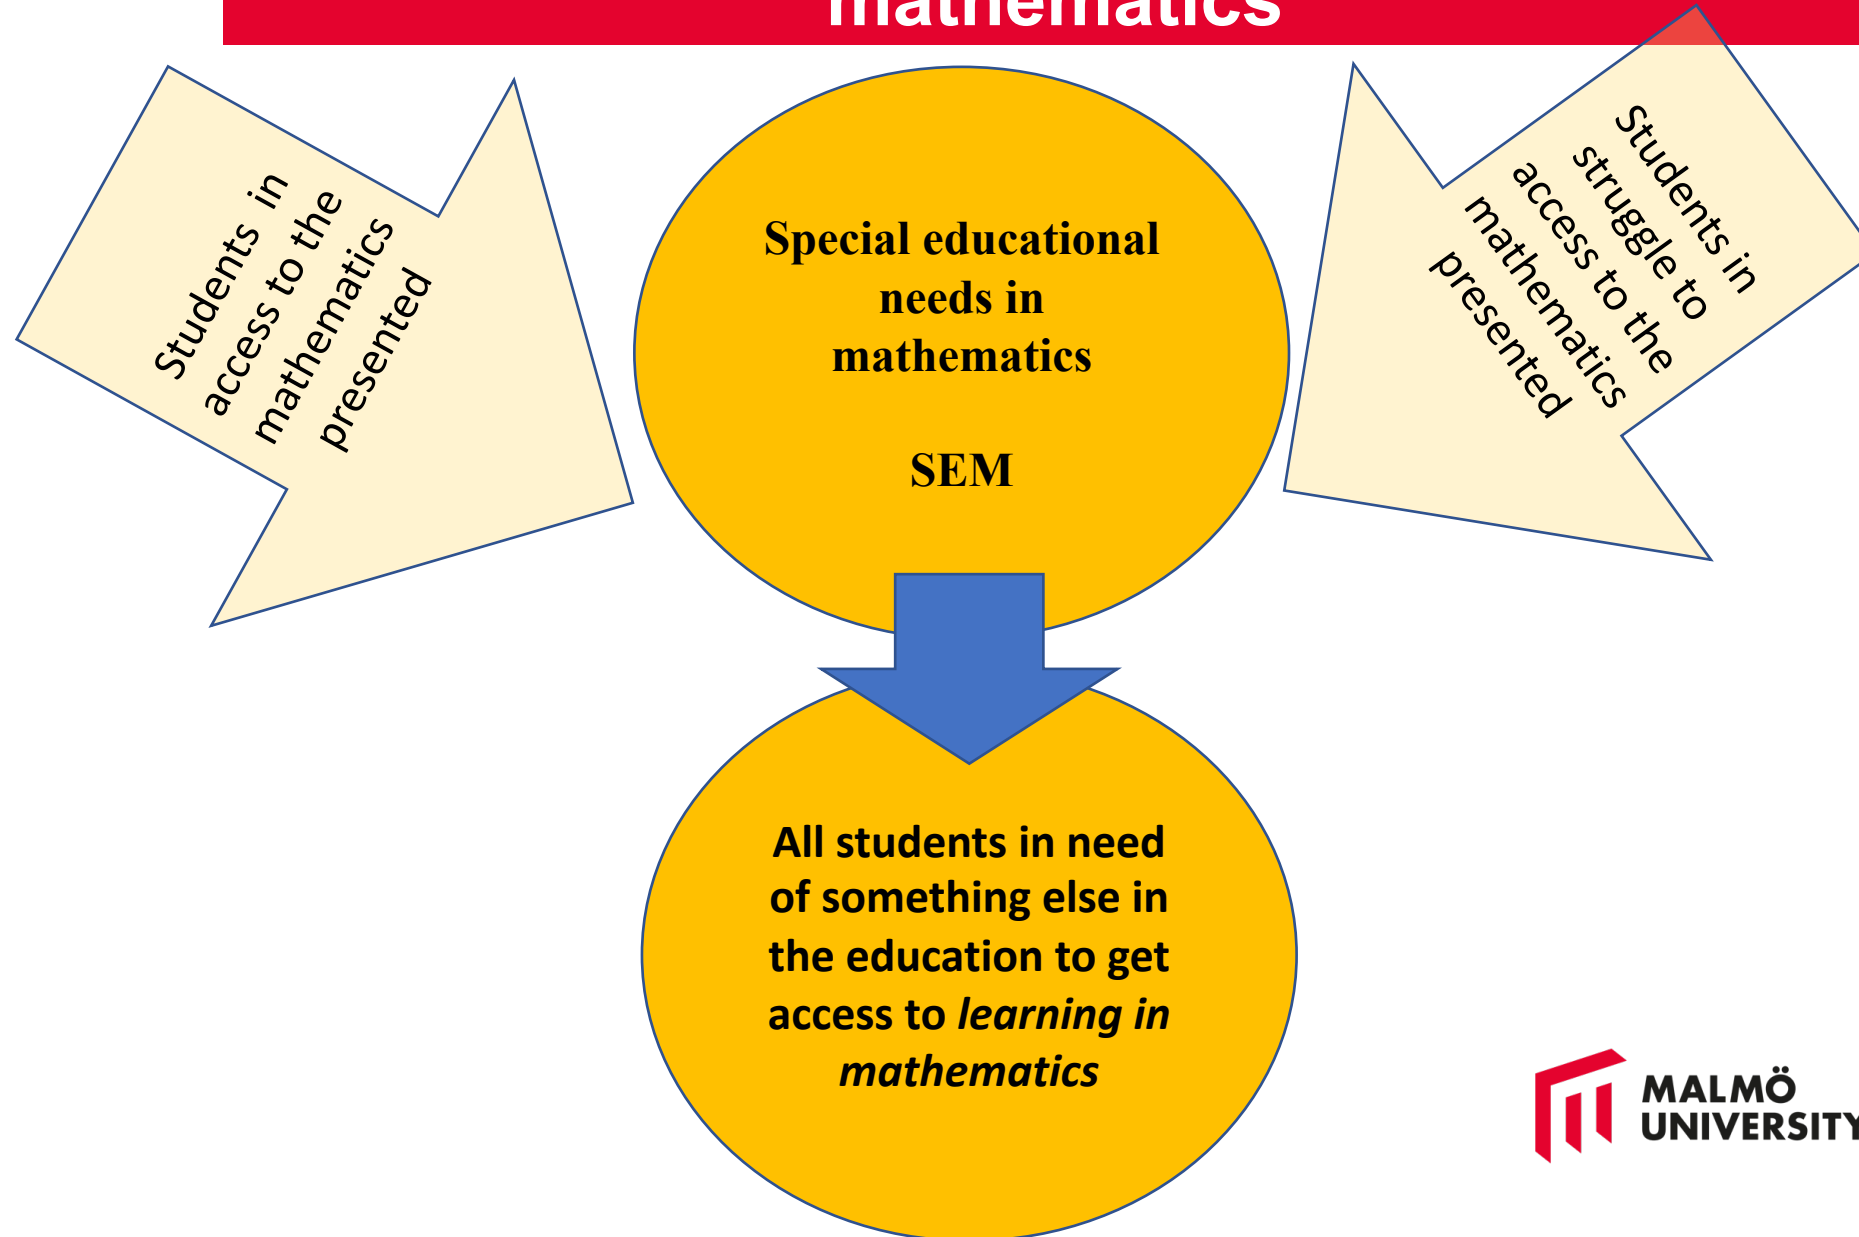 mathematics
Students in
access to the
mathematics
presented
Special educational
needs in
mathematics
SEM
Students in
struggle to
access to the
mathematics
presented
All students in need
of something else in
the education to get
access to learning in
mathematics
MALMÖ
UNIVERSITY